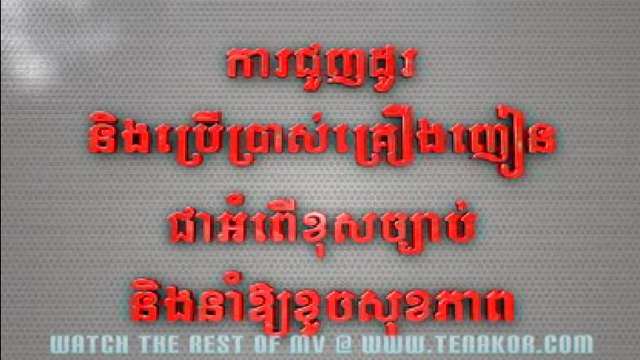 ការជួញដូរ
និងប្រើប្រាស់គ្រឿងញៀន
ជាអំពើខុសច្បាប់
និងនាំឱ្យខូចសុខភាព
WATCH THE REST OF MV @ WWW.TENAKOR.COM